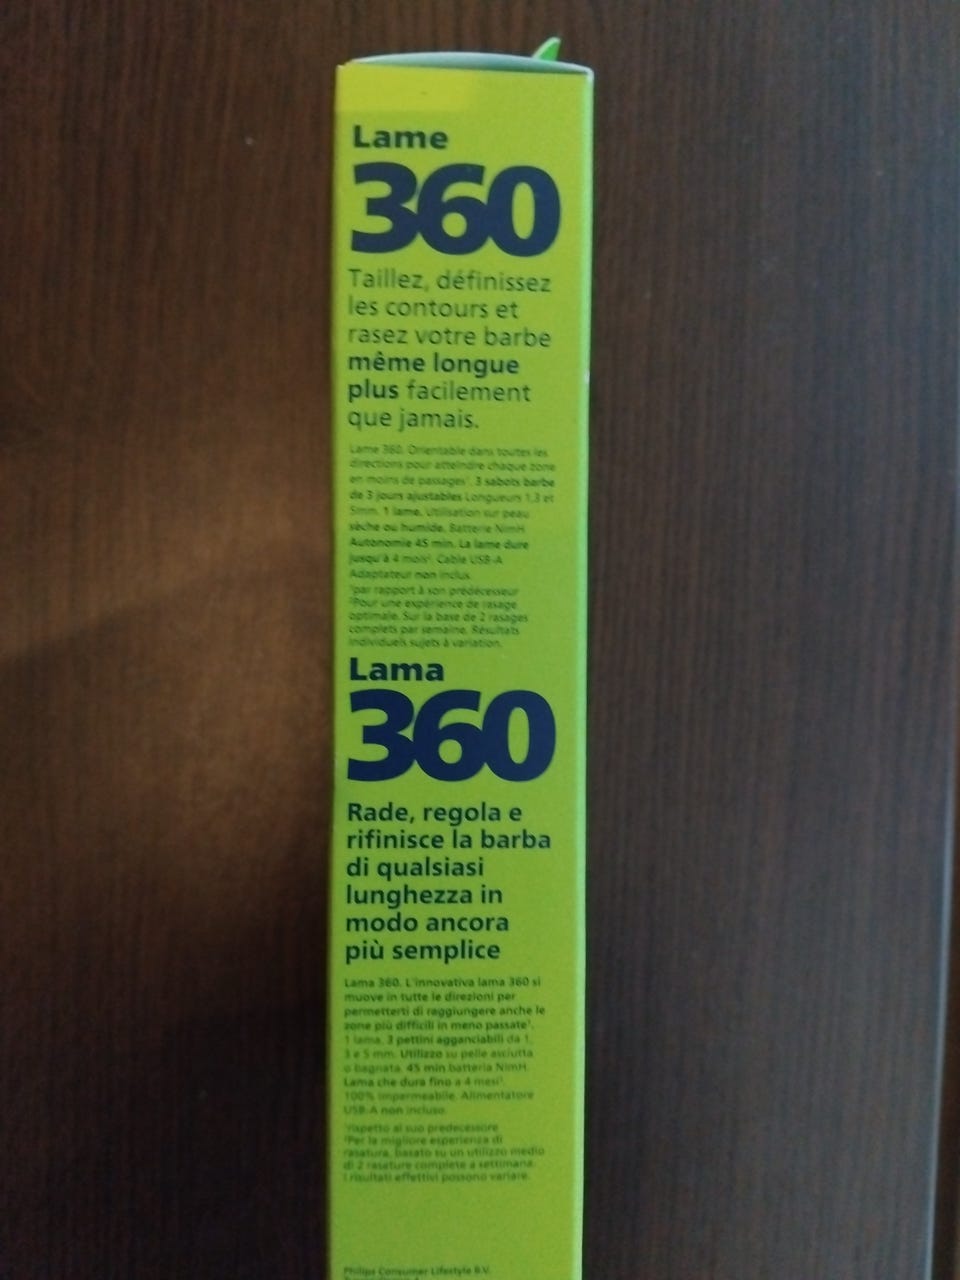 Lame
360
Taillez, définissez
les contours et
rasez votre barbe
même longue
plus facilement
que jamais.
Lame 360. Orientable dans toutes les
directions pour atteindre chaque zone
en moins de passages¹. 3 sabots barbe
de 3 jours ajustables Longueurs 1,3 et
5mm. 1 lame. Utilisation sur peau
sèche ou humide. Batterie NimH
Autonomie 45 min. La lame dure
jusqu'à 4 mois². Cable USB-A
Adaptateur non inclus
¹par rapport à son prédécesseur
²Pour une expérience de rasage
optimale. Sur la base de 2 rasages
complets par semaine. Résultats
individuels sujets à variation.
Lama
360
Rade, regola e
rifinisce la barba
di qualsiasi
lunghezza in
modo ancora
più semplice
Lama 360. L'innovativa lama 360 si
muove in tutte le direzioni per
permetterti di raggiungere anche le
zone più difficili in meno passate¹.
1 lama. 3 pettini agganciabili da 1,
3 e 5 mm. Utilizzo su pelle asciutta
o bagnata. 45 min batteria NimH.
Lama che dura fino a 4 mesi².
100% impermeabile. Alimentatore
USB-A non incluso.
¹rispetto al suo predecessore
²Per la migliore esperienza di
rasatura. Basato su un utilizzo medio
di 2 rasature complete a settimana.
I risultati effettivi possono variare.
Philips Consumer Lifestyle B.V.